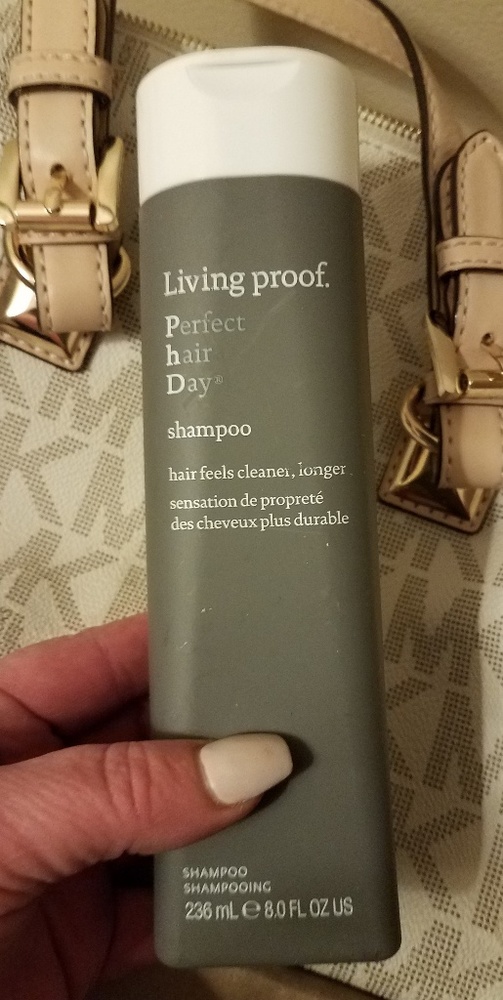 Living proof.
Perfect
hair
Day®
shampoo
hair feels cleaner, longer
sensation de propreté
des cheveux plus durable
SHAMPOO
SHAMPOOING
236 mL ℮ 8.0 FL OZ US